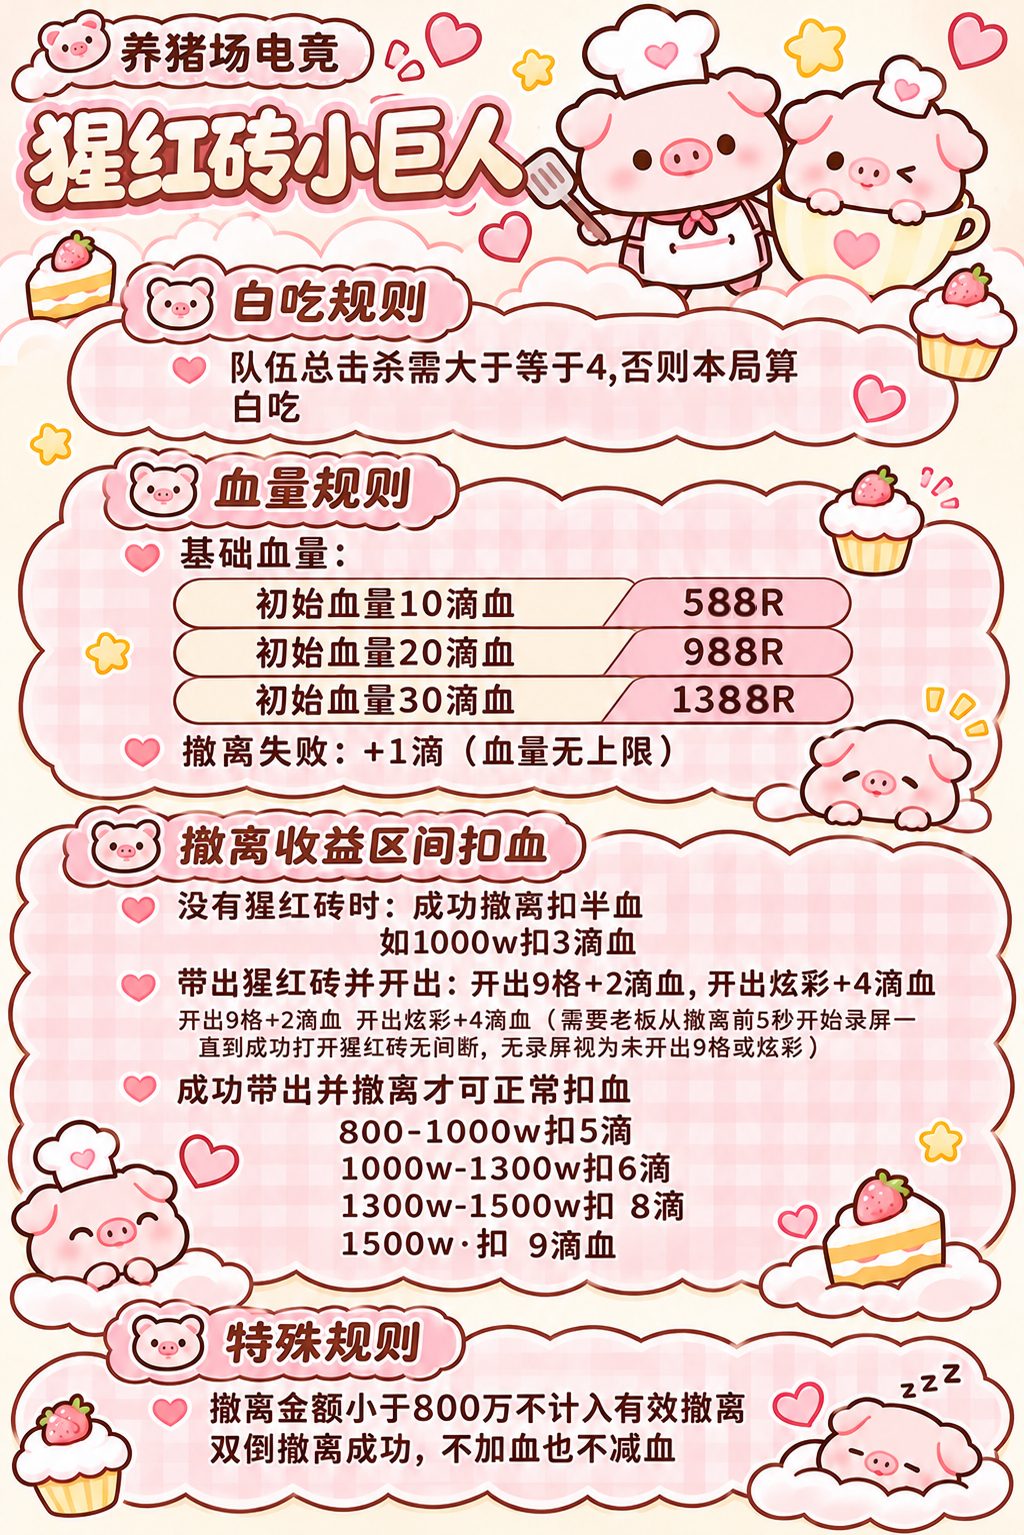 养猪场电竞
猩红砖小巨人
白吃规则
队伍总击杀需大于等于4,否则本局算
白吃
血量规则
基础血量：
初始血量10滴血 588R
初始血量20滴血 988R
初始血量30滴血 1388R
撤离失败：+1滴（血量无上限）
撤离收益区间扣血
没有猩红砖时：成功撤离扣半血
如1000w扣3滴血
带出猩红砖并开出：开出9格+2滴血, 开出炫彩+4滴血
开出9格+2滴血 开出炫彩+4滴血（需要老板从撤离前5秒开始录屏一
直到成功打开猩红砖无间断，无录屏视为未开出9格或炫彩）
成功带出并撤离才可正常扣血
800-1000w扣5滴
1000w-1300w扣6滴
1300w-1500w扣 8滴
1500w·扣 9滴血
特殊规则
zzz
撤离金额小于800万不计入有效撤离
双倒撤离成功，不加血也不减血